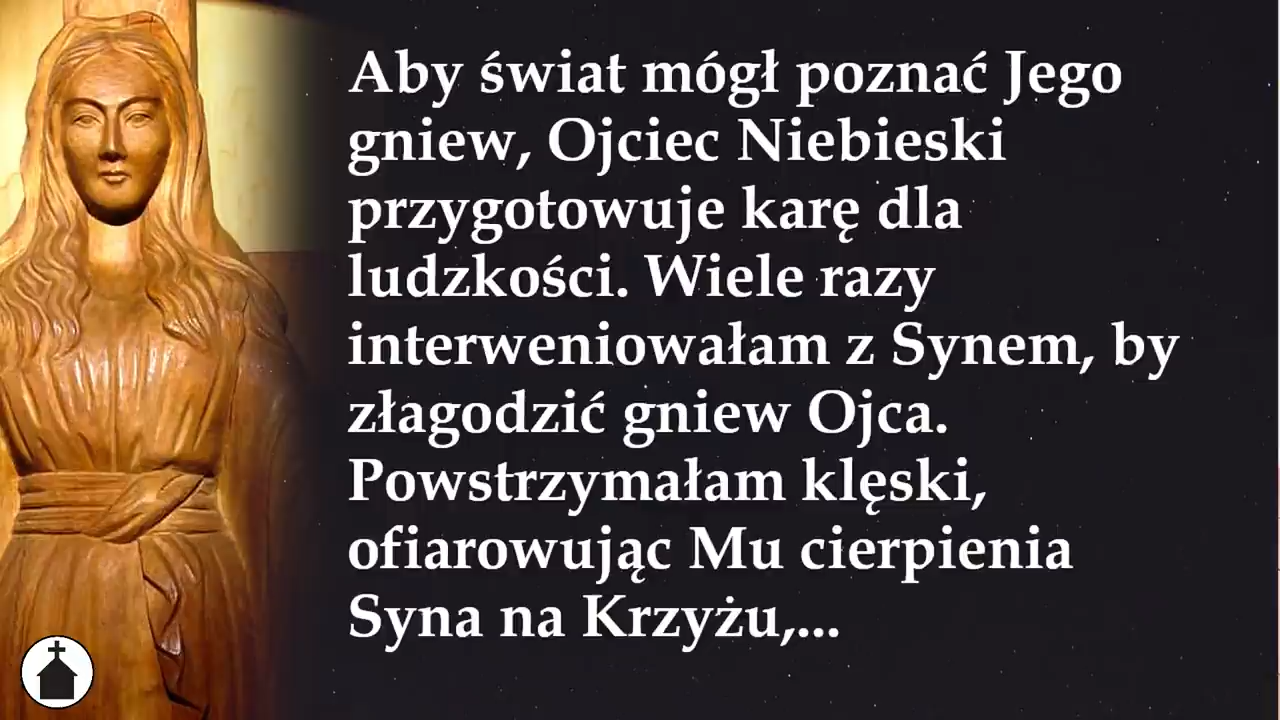 Aby świat mógł poznać Jego
gniew, Ojciec Niebieski
przygotowuje karę dla
ludzkości. Wiele razy
interweniowałam z Synem, by
złagodzić gniew Ojca.
Powstrzymałam klęski,
ofiarowując Mu cierpienia
Syna na Krzyżu,...